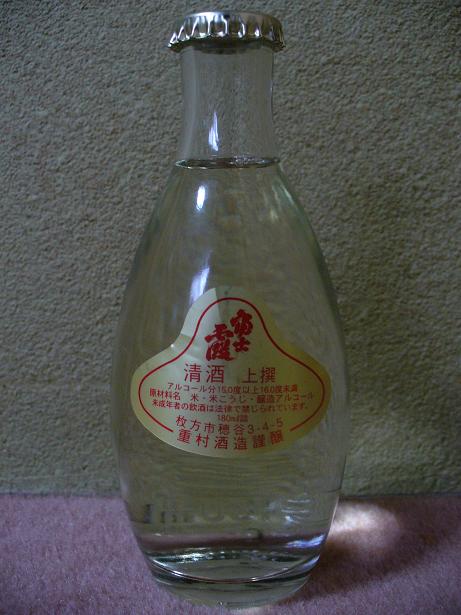 富士霞
清酒 上撰
アルコール分15.0度以上16.0度未満
原材料名 米・米こうじ・醸造アルコール
未成年者の飲酒は法律で禁じられています。
180ml詰
枚方市穂谷3-4-5
重村酒造謹醸